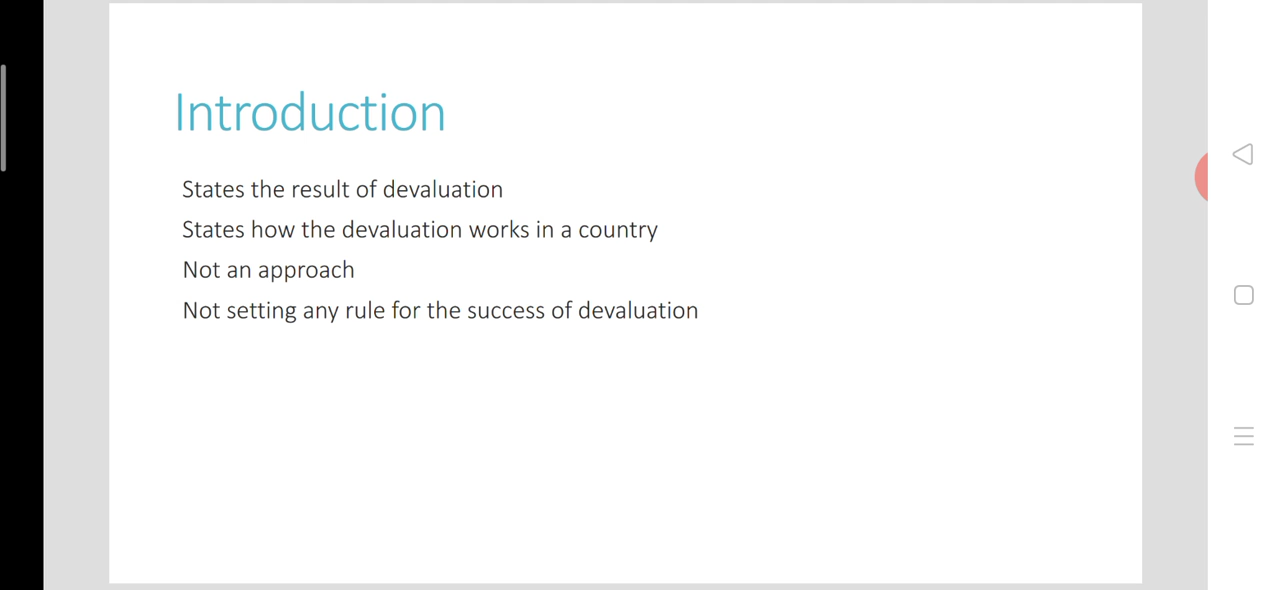 Introduction
States the result of devaluation
States how the devaluation works in a country
Not an approach
Not setting any rule for the success of devaluation